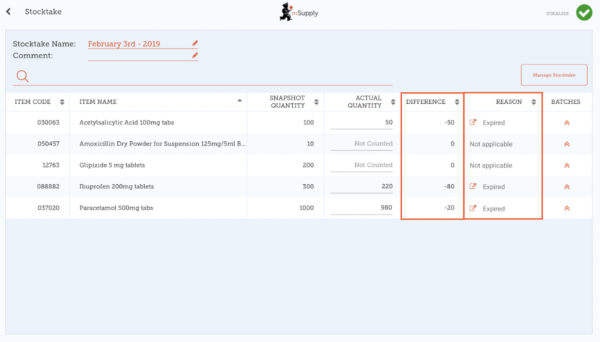 Stocktake
mSupply
FINALISE
Stocktake Name: February 3rd - 2019
Comment:
Manage Stocktake
ITEM CODE ITEM NAME SNAPSHOT QUANTITY ACTUAL QUANTITY DIFFERENCE REASON BATCHES
030063 Acetylsalicylic Acid 100mg tabs 100 50 -50 Expired
050457 Amoxicillin Dry Powder for Suspension 125mg/5ml B... 10 Not Counted 0 Not applicable
12763 Glipizide 5 mg tablets 200 Not Counted 0 Not applicable
088882 Ibuprofen 200mg tablets 300 220 -80 Expired
037020 Paracetamol 500mg tabs 1000 980 -20 Expired